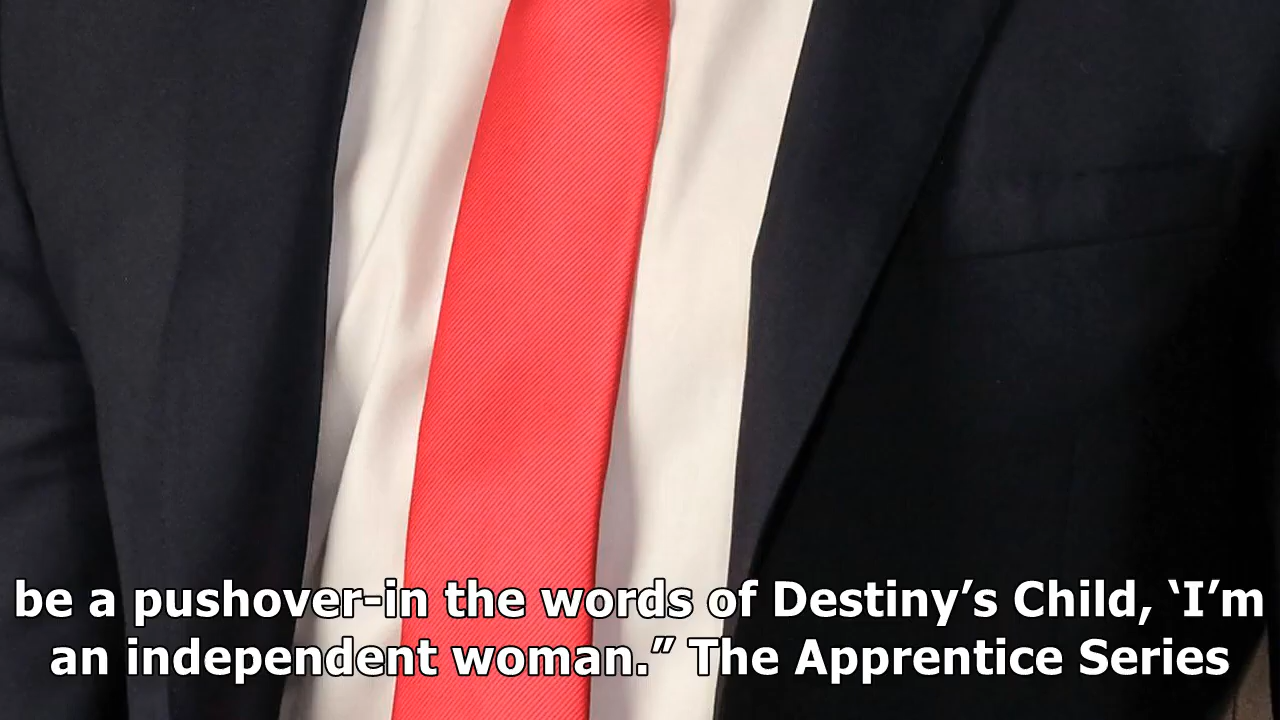 be a pushover-in the words of Destiny’s Child, ‘I’m
an independent woman.” The Apprentice Series